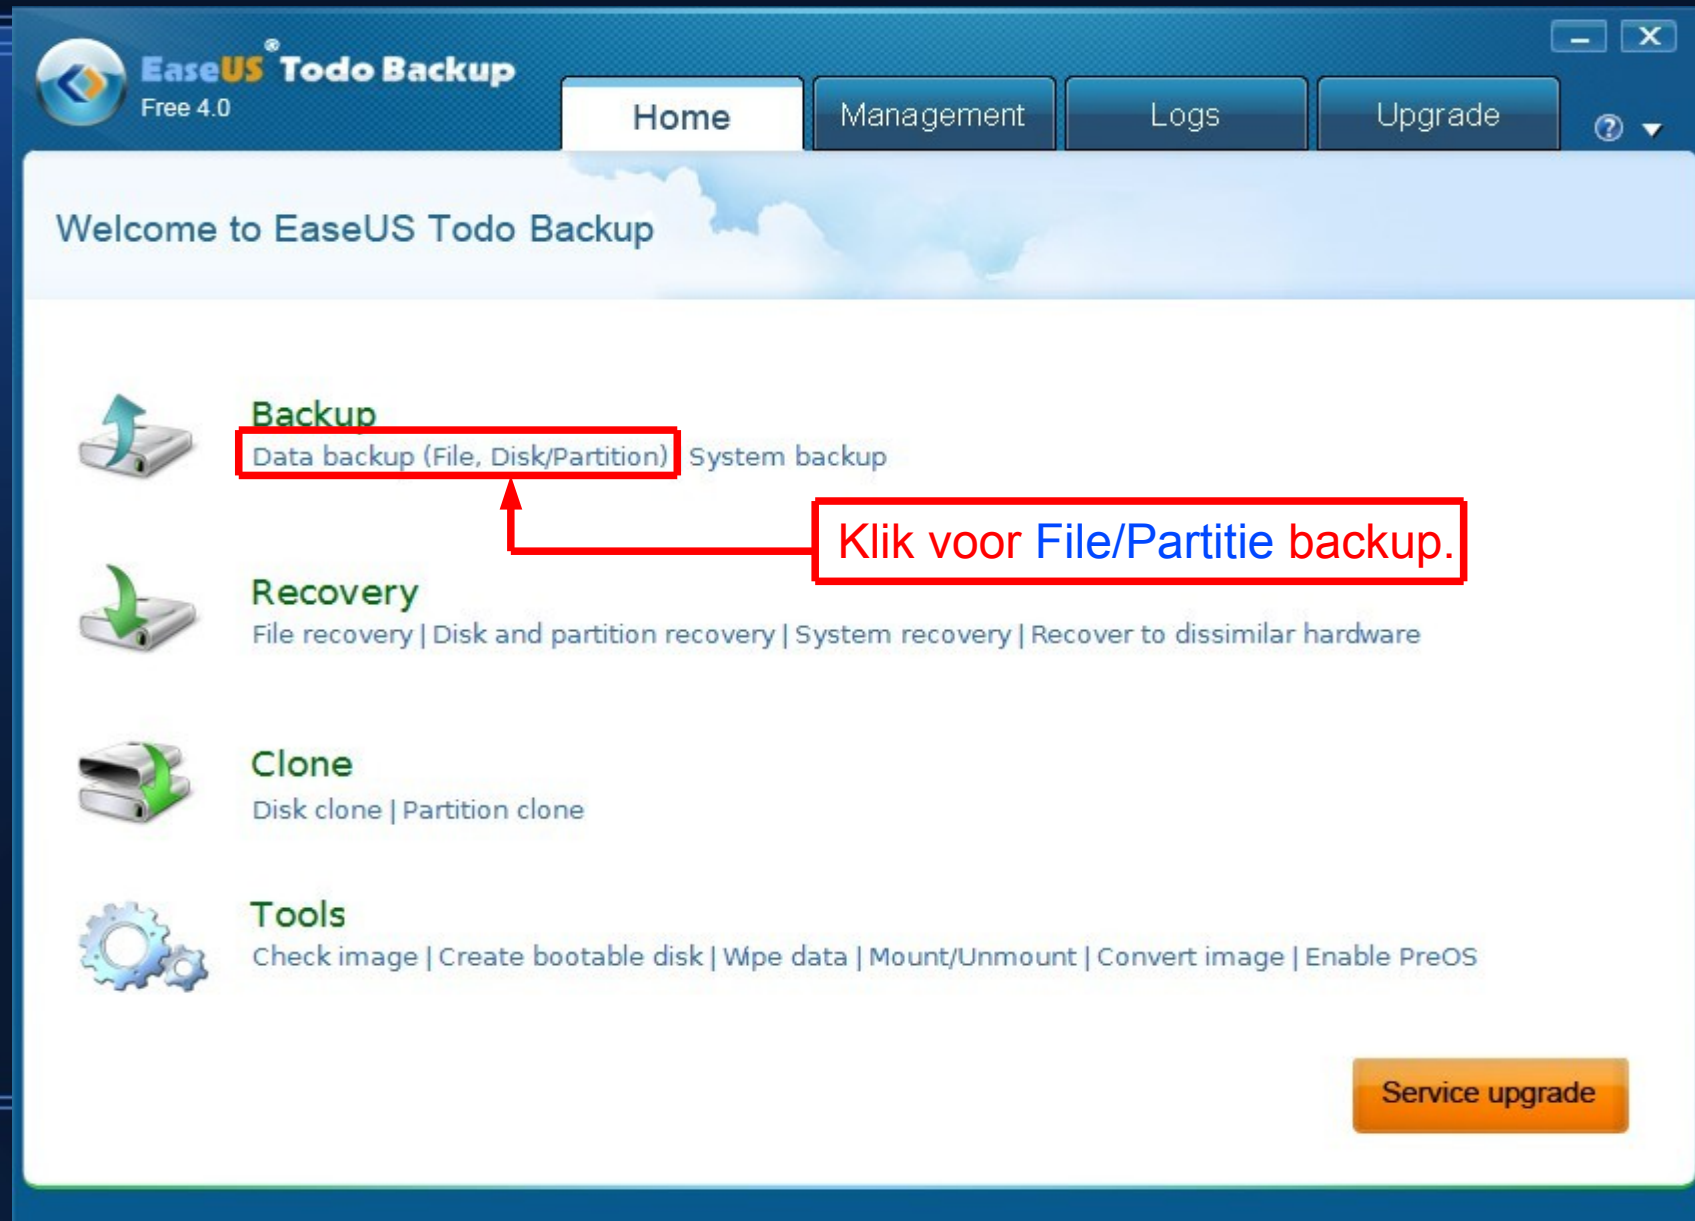 EaseUS® Todo Backup
Free 4.0
Home
Management
Logs
Upgrade
?
Welcome to EaseUS Todo Backup
Backup
Data backup (File, Disk/Partition) System backup
Klik voor File/Partitie backup.
Recovery
File recovery | Disk and partition recovery | System recovery | Recover to dissimilar hardware
Clone
Disk clone | Partition clone
Tools
Check image | Create bootable disk | Wipe data | Mount/Unmount | Convert image | Enable PreOS
Service upgrade